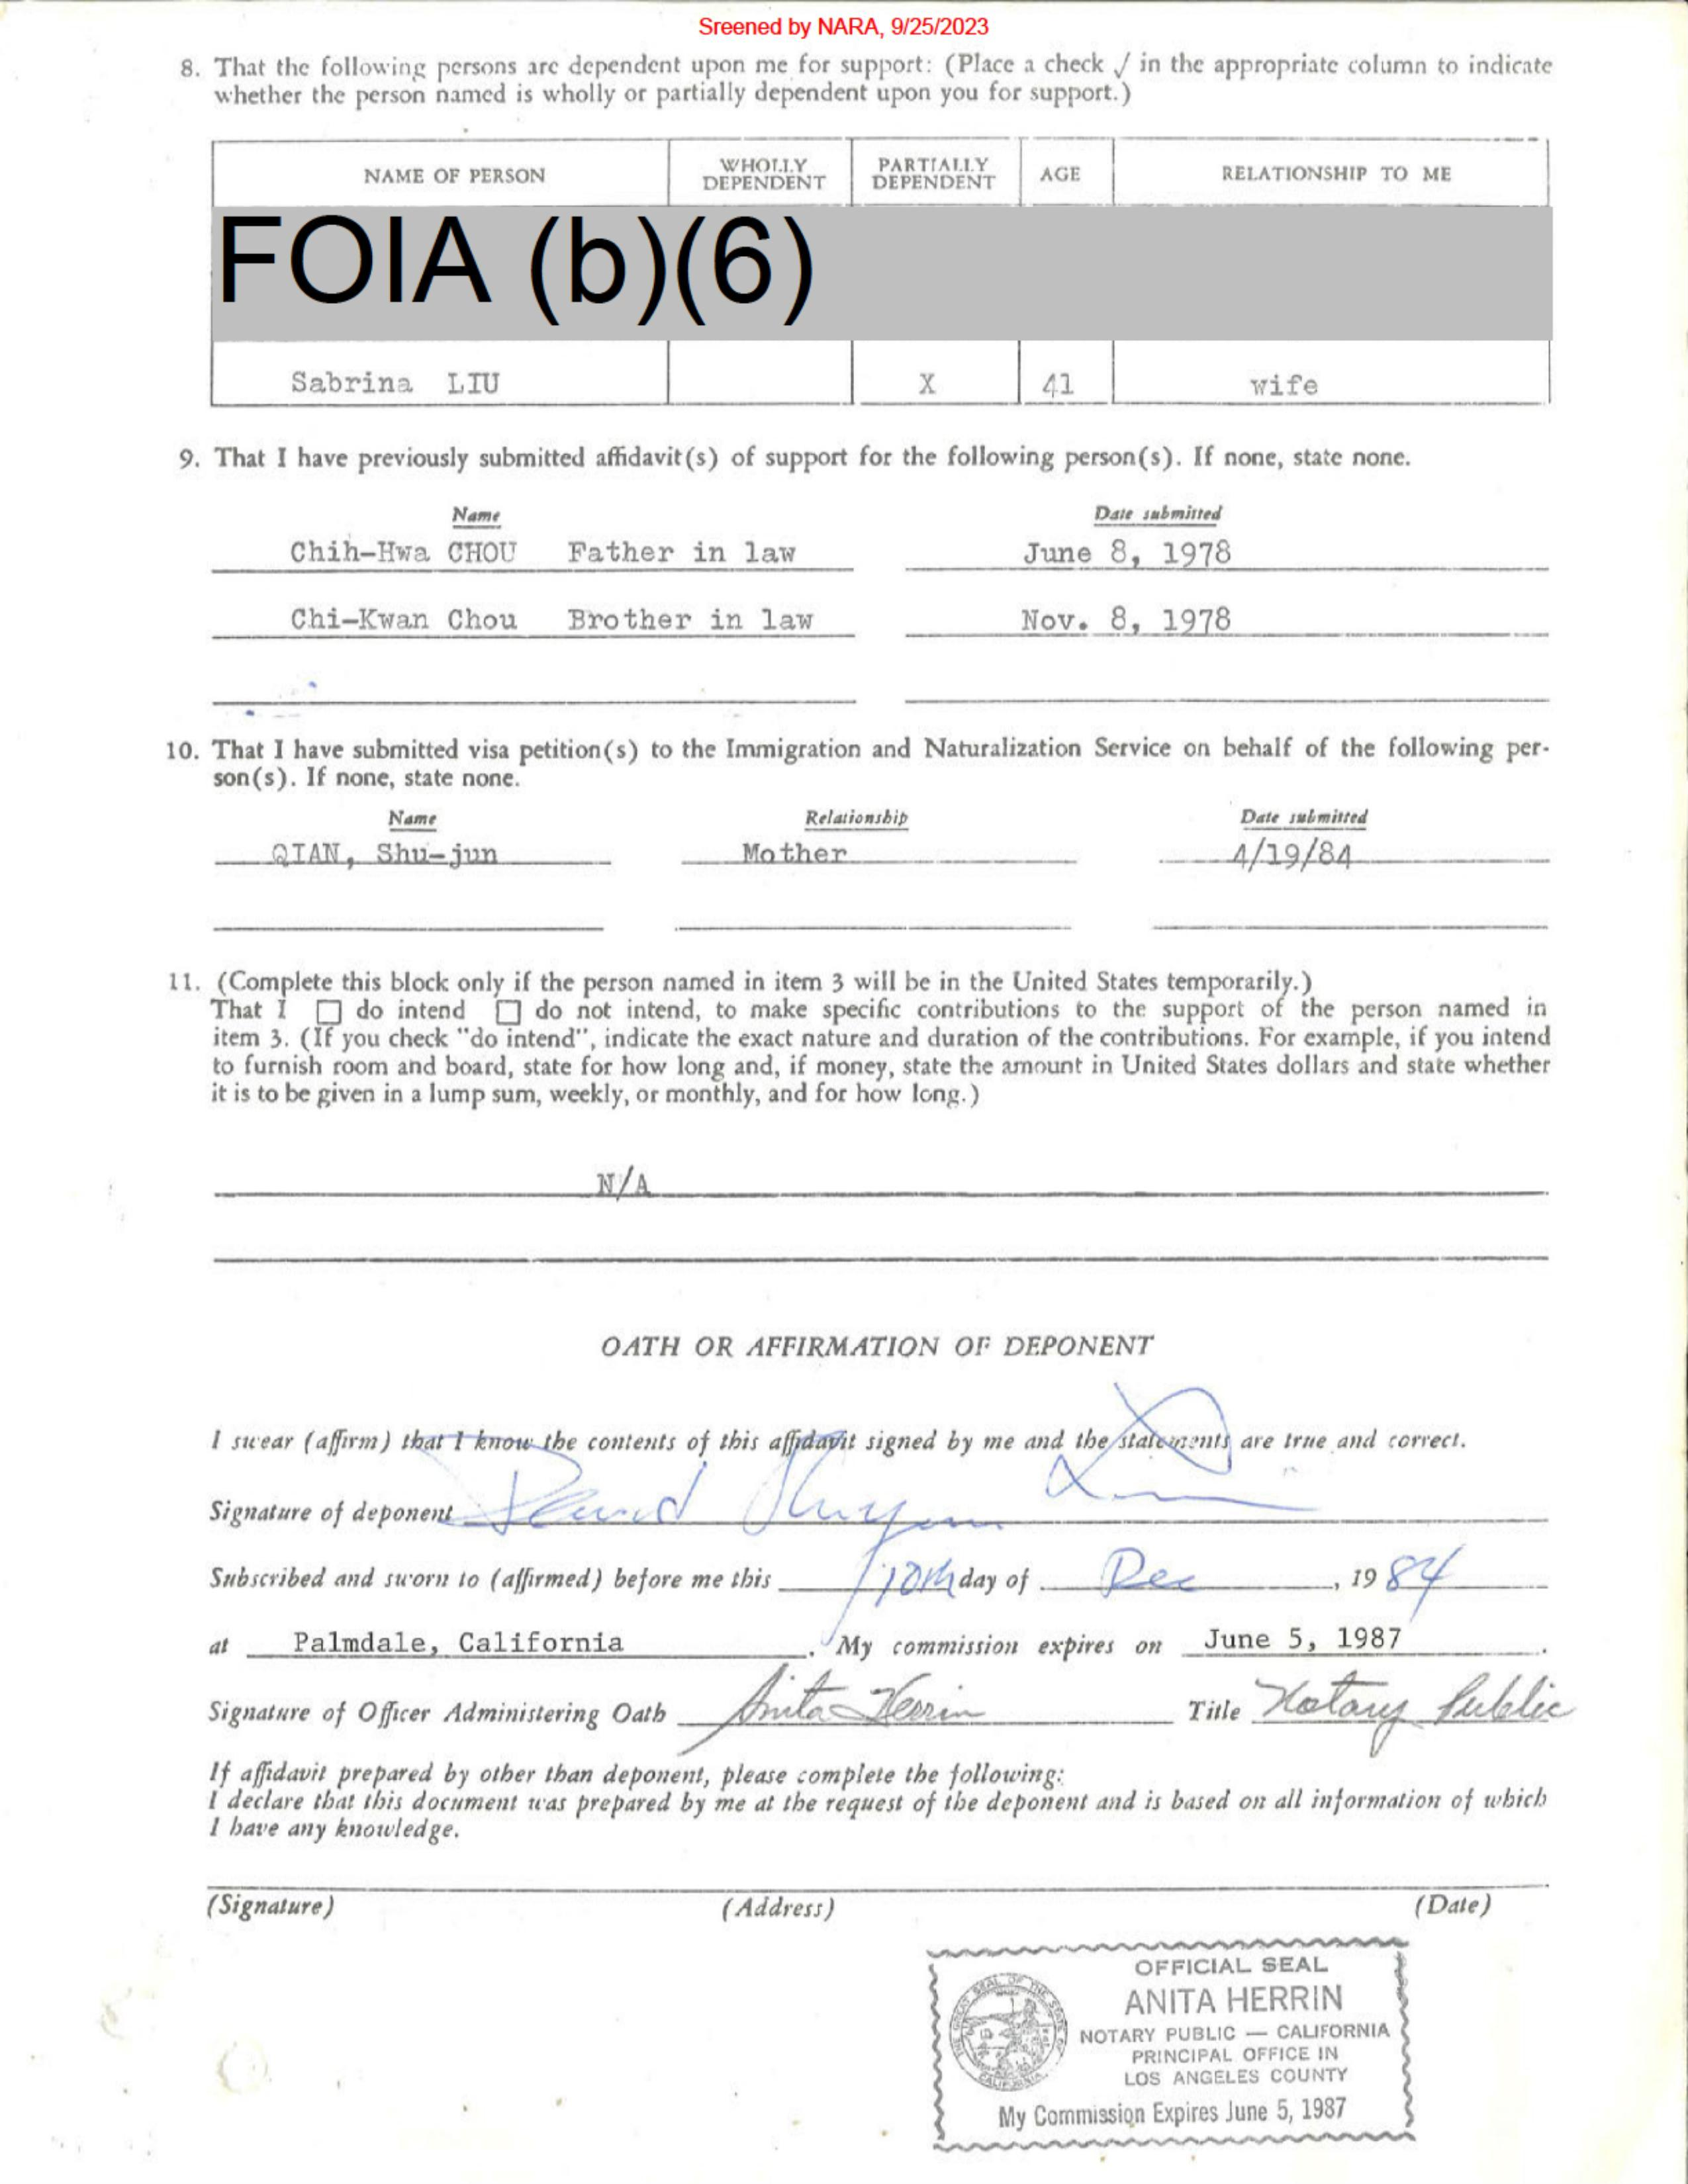 Sreened by NARA, 9/25/2023
8. That the following persons are dependent upon me for support: (Place a check √ in the appropriate column to indicate
whether the person named is wholly or partially dependent upon you for support.)
NAME OF PERSON WHOLLY DEPENDENT PARTIALLY DEPENDENT AGE RELATIONSHIP TO ME
FOIA (b)(6)
Sabrina LIU X 41 wife
9. That I have previously submitted affidavit(s) of support for the following person(s). If none, state none.
Name Date submitted
Chih-Hwa CHOU Father in law June 8, 1978
Chi-Kwan Chou Brother in law Nov. 8, 1978
10. That I have submitted visa petition(s) to the Immigration and Naturalization Service on behalf of the following per-
son(s). If none, state none.
Name Relationship Date submitted
QIAN, Shu-jun Mother 4/19/84
11. (Complete this block only if the person named in item 3 will be in the United States temporarily.)
That I ☐ do intend ☐ do not intend, to make specific contributions to the support of the person named in
item 3. (If you check "do intend", indicate the exact nature and duration of the contributions. For example, if you intend
to furnish room and board, state for how long and, if money, state the amount in United States dollars and state whether
it is to be given in a lump sum, weekly, or monthly, and for how long.)
N/A
OATH OR AFFIRMATION OF DEPONENT
I swear (affirm) that I know the contents of this affidavit signed by me and the statements are true and correct.
Signature of deponent David
Subscribed and sworn to (affirmed) before me this 10th day of Dec, 1984
at Palmdale, California. My commission expires on June 5, 1987.
Signature of Officer Administering Oath Anita Herrin Title Notary Public
If affidavit prepared by other than deponent, please complete the following:
I declare that this document was prepared by me at the request of the deponent and is based on all information of which
I have any knowledge.
(Signature) (Address) (Date)
OFFICIAL SEAL
ANITA HERRIN
NOTARY PUBLIC — CALIFORNIA
PRINCIPAL OFFICE IN
LOS ANGELES COUNTY
My Commission Expires June 5, 1987